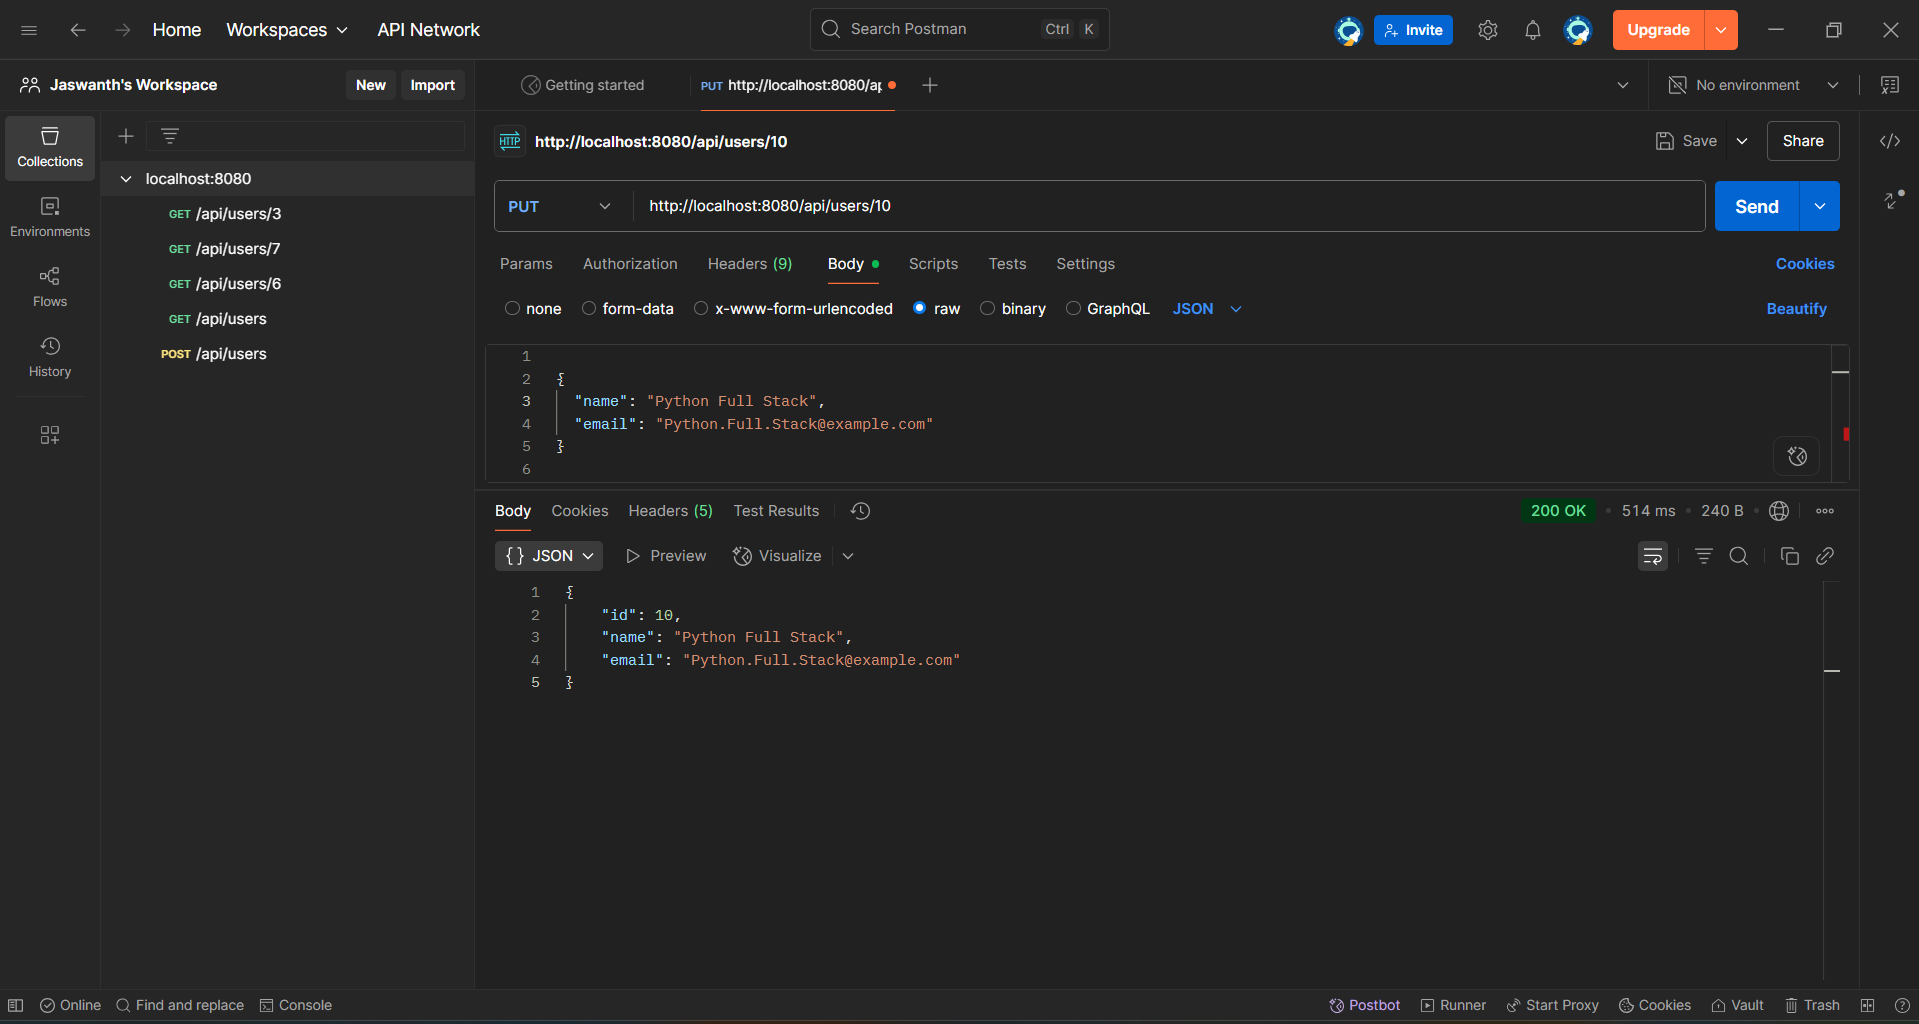 Home Workspaces API Network Search Postman Ctrl K Invite Upgrade
Jaswanth's Workspace New Import Getting started PUT http://localhost:8080/ap No environment
HTTP http://localhost:8080/api/users/10 Save Share
Collections
Environments
Flows
History
localhost:8080
GET /api/users/3
GET /api/users/7
GET /api/users/6
GET /api/users
POST /api/users
PUT http://localhost:8080/api/users/10 Send
Params Authorization Headers (9) Body Scripts Tests Settings Cookies
none form-data x-www-form-urlencoded raw binary GraphQL JSON Beautify
1
2 {
3 "name": "Python Full Stack",
4 "email": "Python.Full.Stack@example.com"
5 }
6
Body Cookies Headers (5) Test Results 200 OK • 514 ms • 240 B •
{} JSON Preview Visualize
1 {
2 "id": 10,
3 "name": "Python Full Stack",
4 "email": "Python.Full.Stack@example.com"
5 }
Online Find and replace Console Postbot Runner Start Proxy Cookies Vault Trash